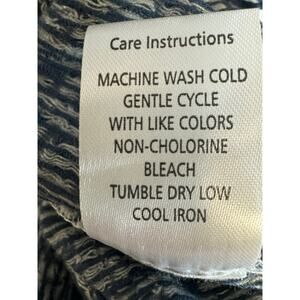 Care Instructions
MACHINE WASH COLD
GENTLE CYCLE
WITH LIKE COLORS
NON-CHOLORINE
BLEACH
TUMBLE DRY LOW
COOL IRON